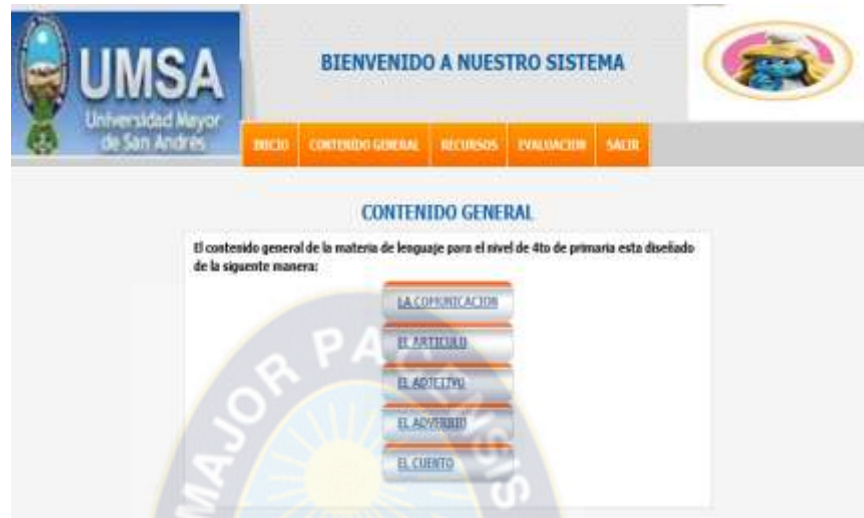 UMSA
Universidad Mayor
de San Andrés
BIENVENIDO A NUESTRO SISTEMA
INICIO CONTENIDO GENERAL RECURSOS EVALUACION SALIR
CONTENIDO GENERAL
El contenido general de la materia de lenguaje para el nivel de 4to de primaria esta diseñado
de la siguente manera:
LA COMUNICACION
EL ARTICULO
EL ADJETIVO
EL ADVERBIO
EL CUENTO
MAJOR PACENSIS